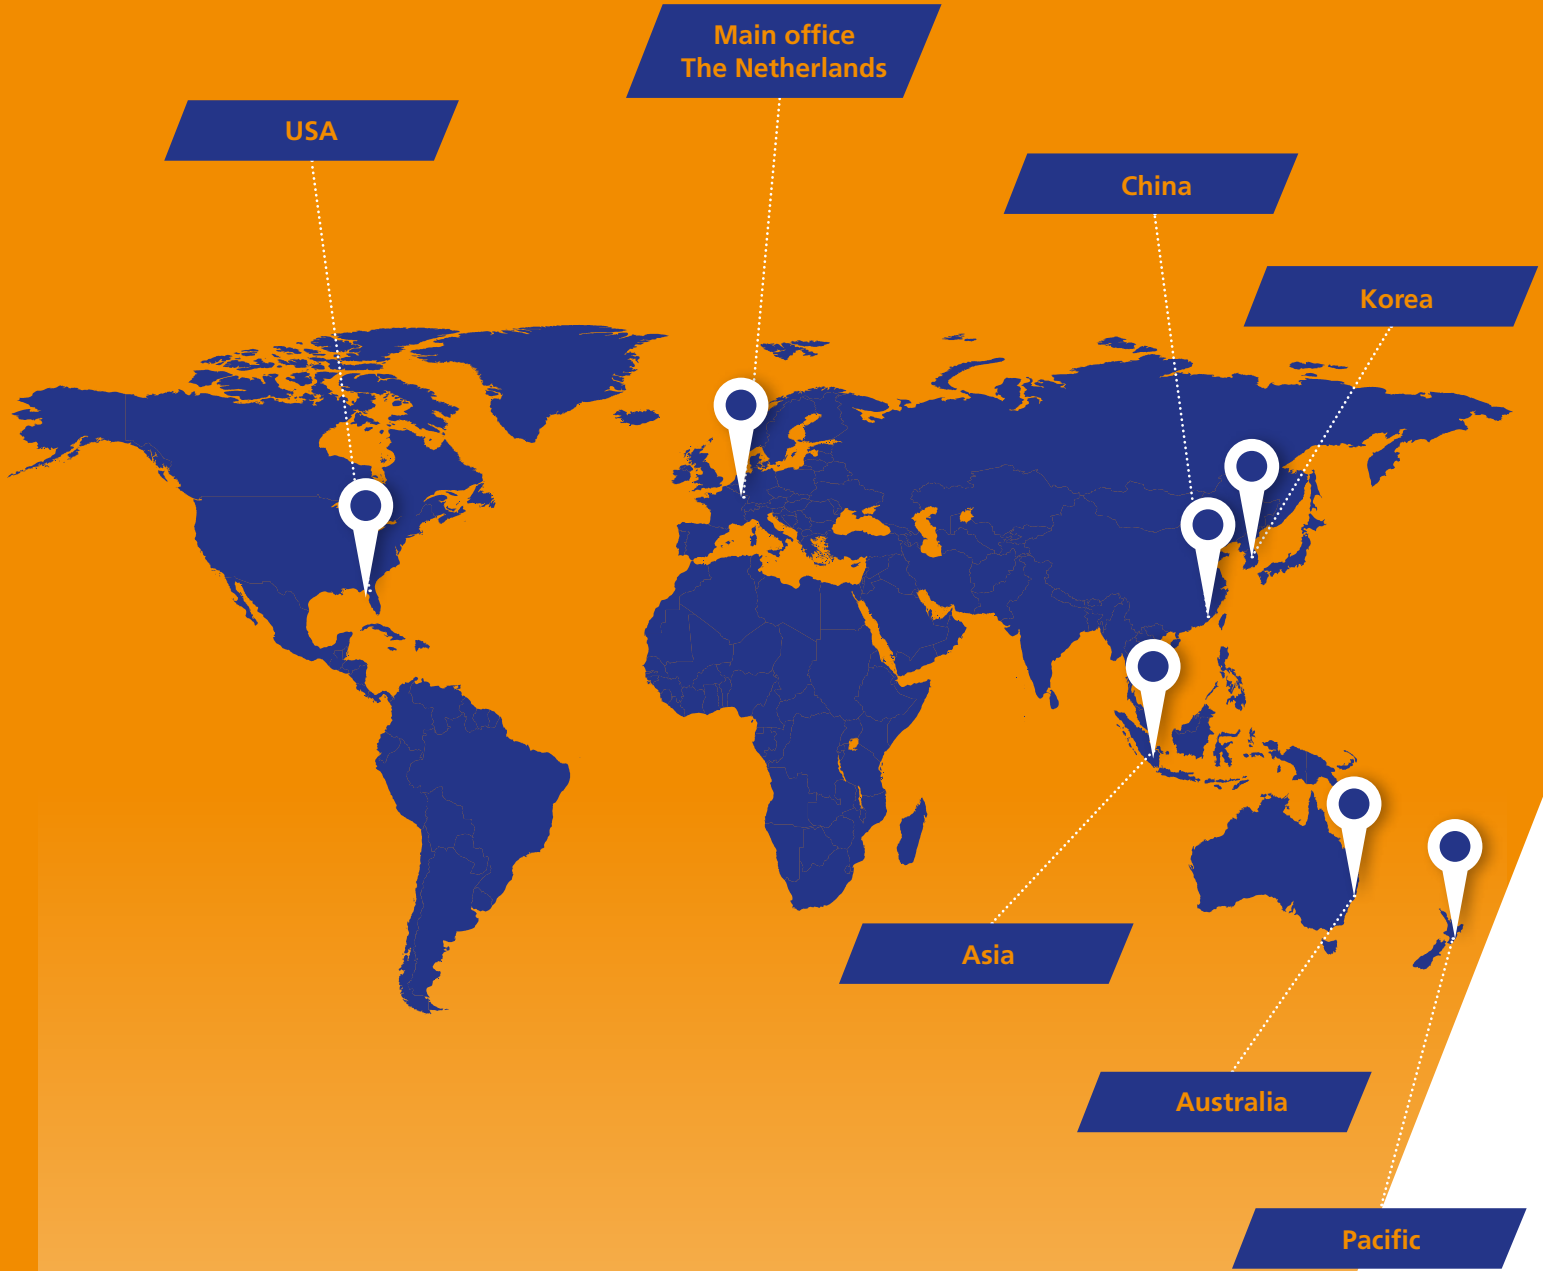 Main office
The Netherlands
USA
China
Korea
Asia
Australia
Pacific